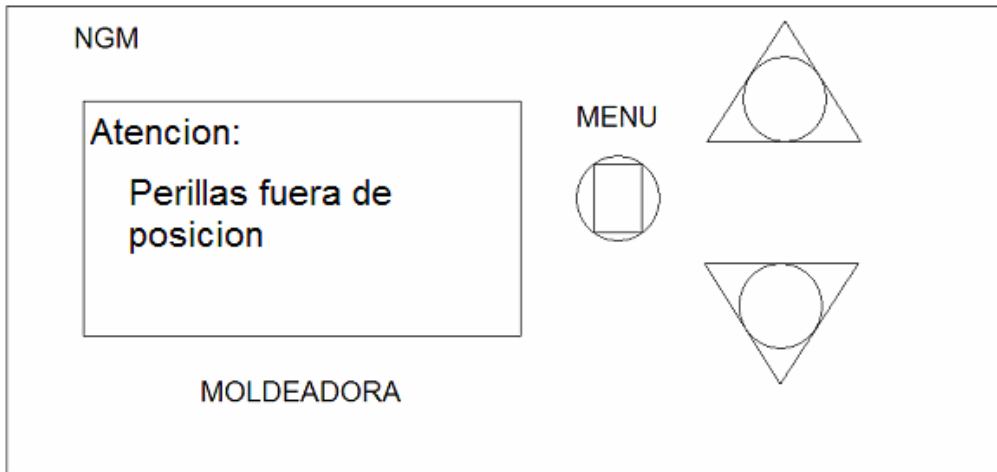 NGM
Atencion:
Perillas fuera de
posicion
MENU
MOLDEADORA